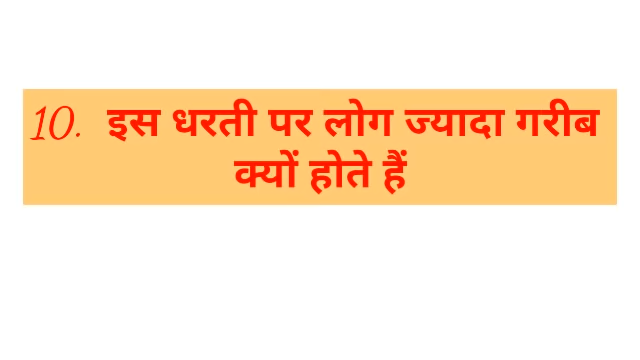 10. इस धरती पर लोग ज्यादा गरीब
क्यों होते हैं